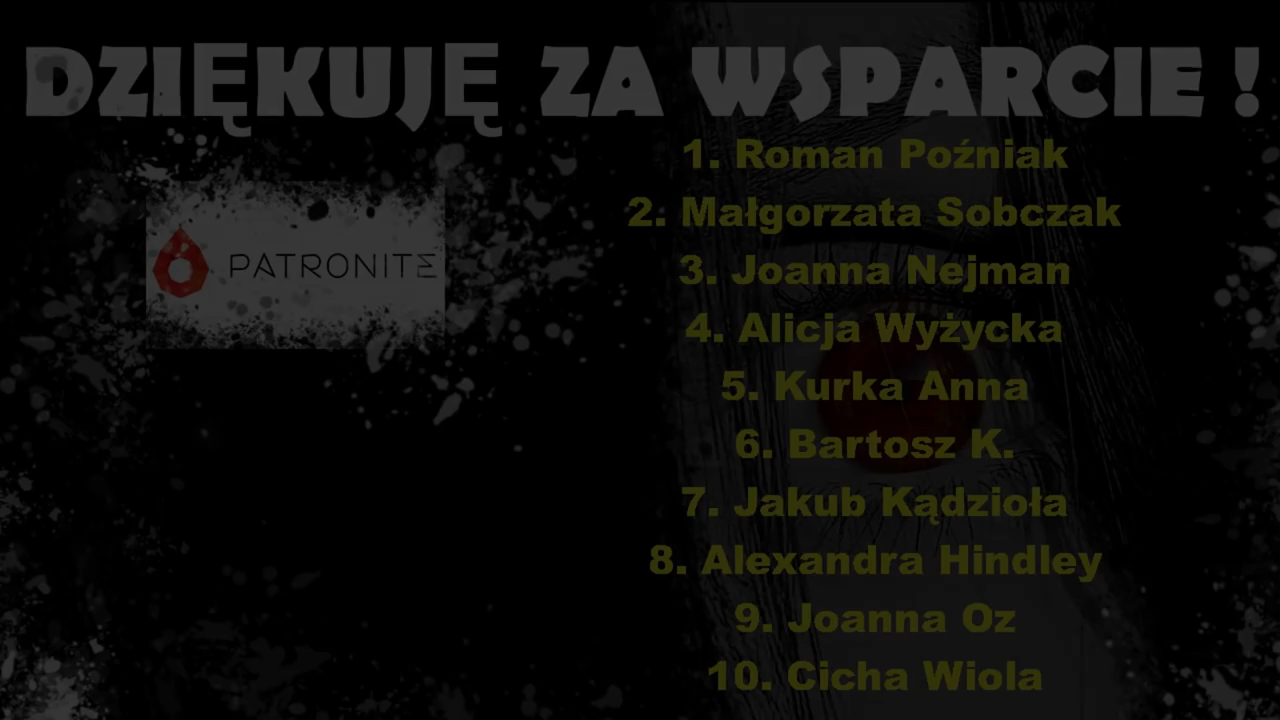 DZIĘKUJĘ ZA WSPARCIE !
PATRONITE
1. Roman Poźniak
2. Małgorzata Sobczak
3. Joanna Nejman
4. Alicja Wyżycka
5. Kurka Anna
6. Bartosz K.
7. Jakub Kądzioła
8. Alexandra Hindley
9. Joanna Oz
10. Cicha Wiola